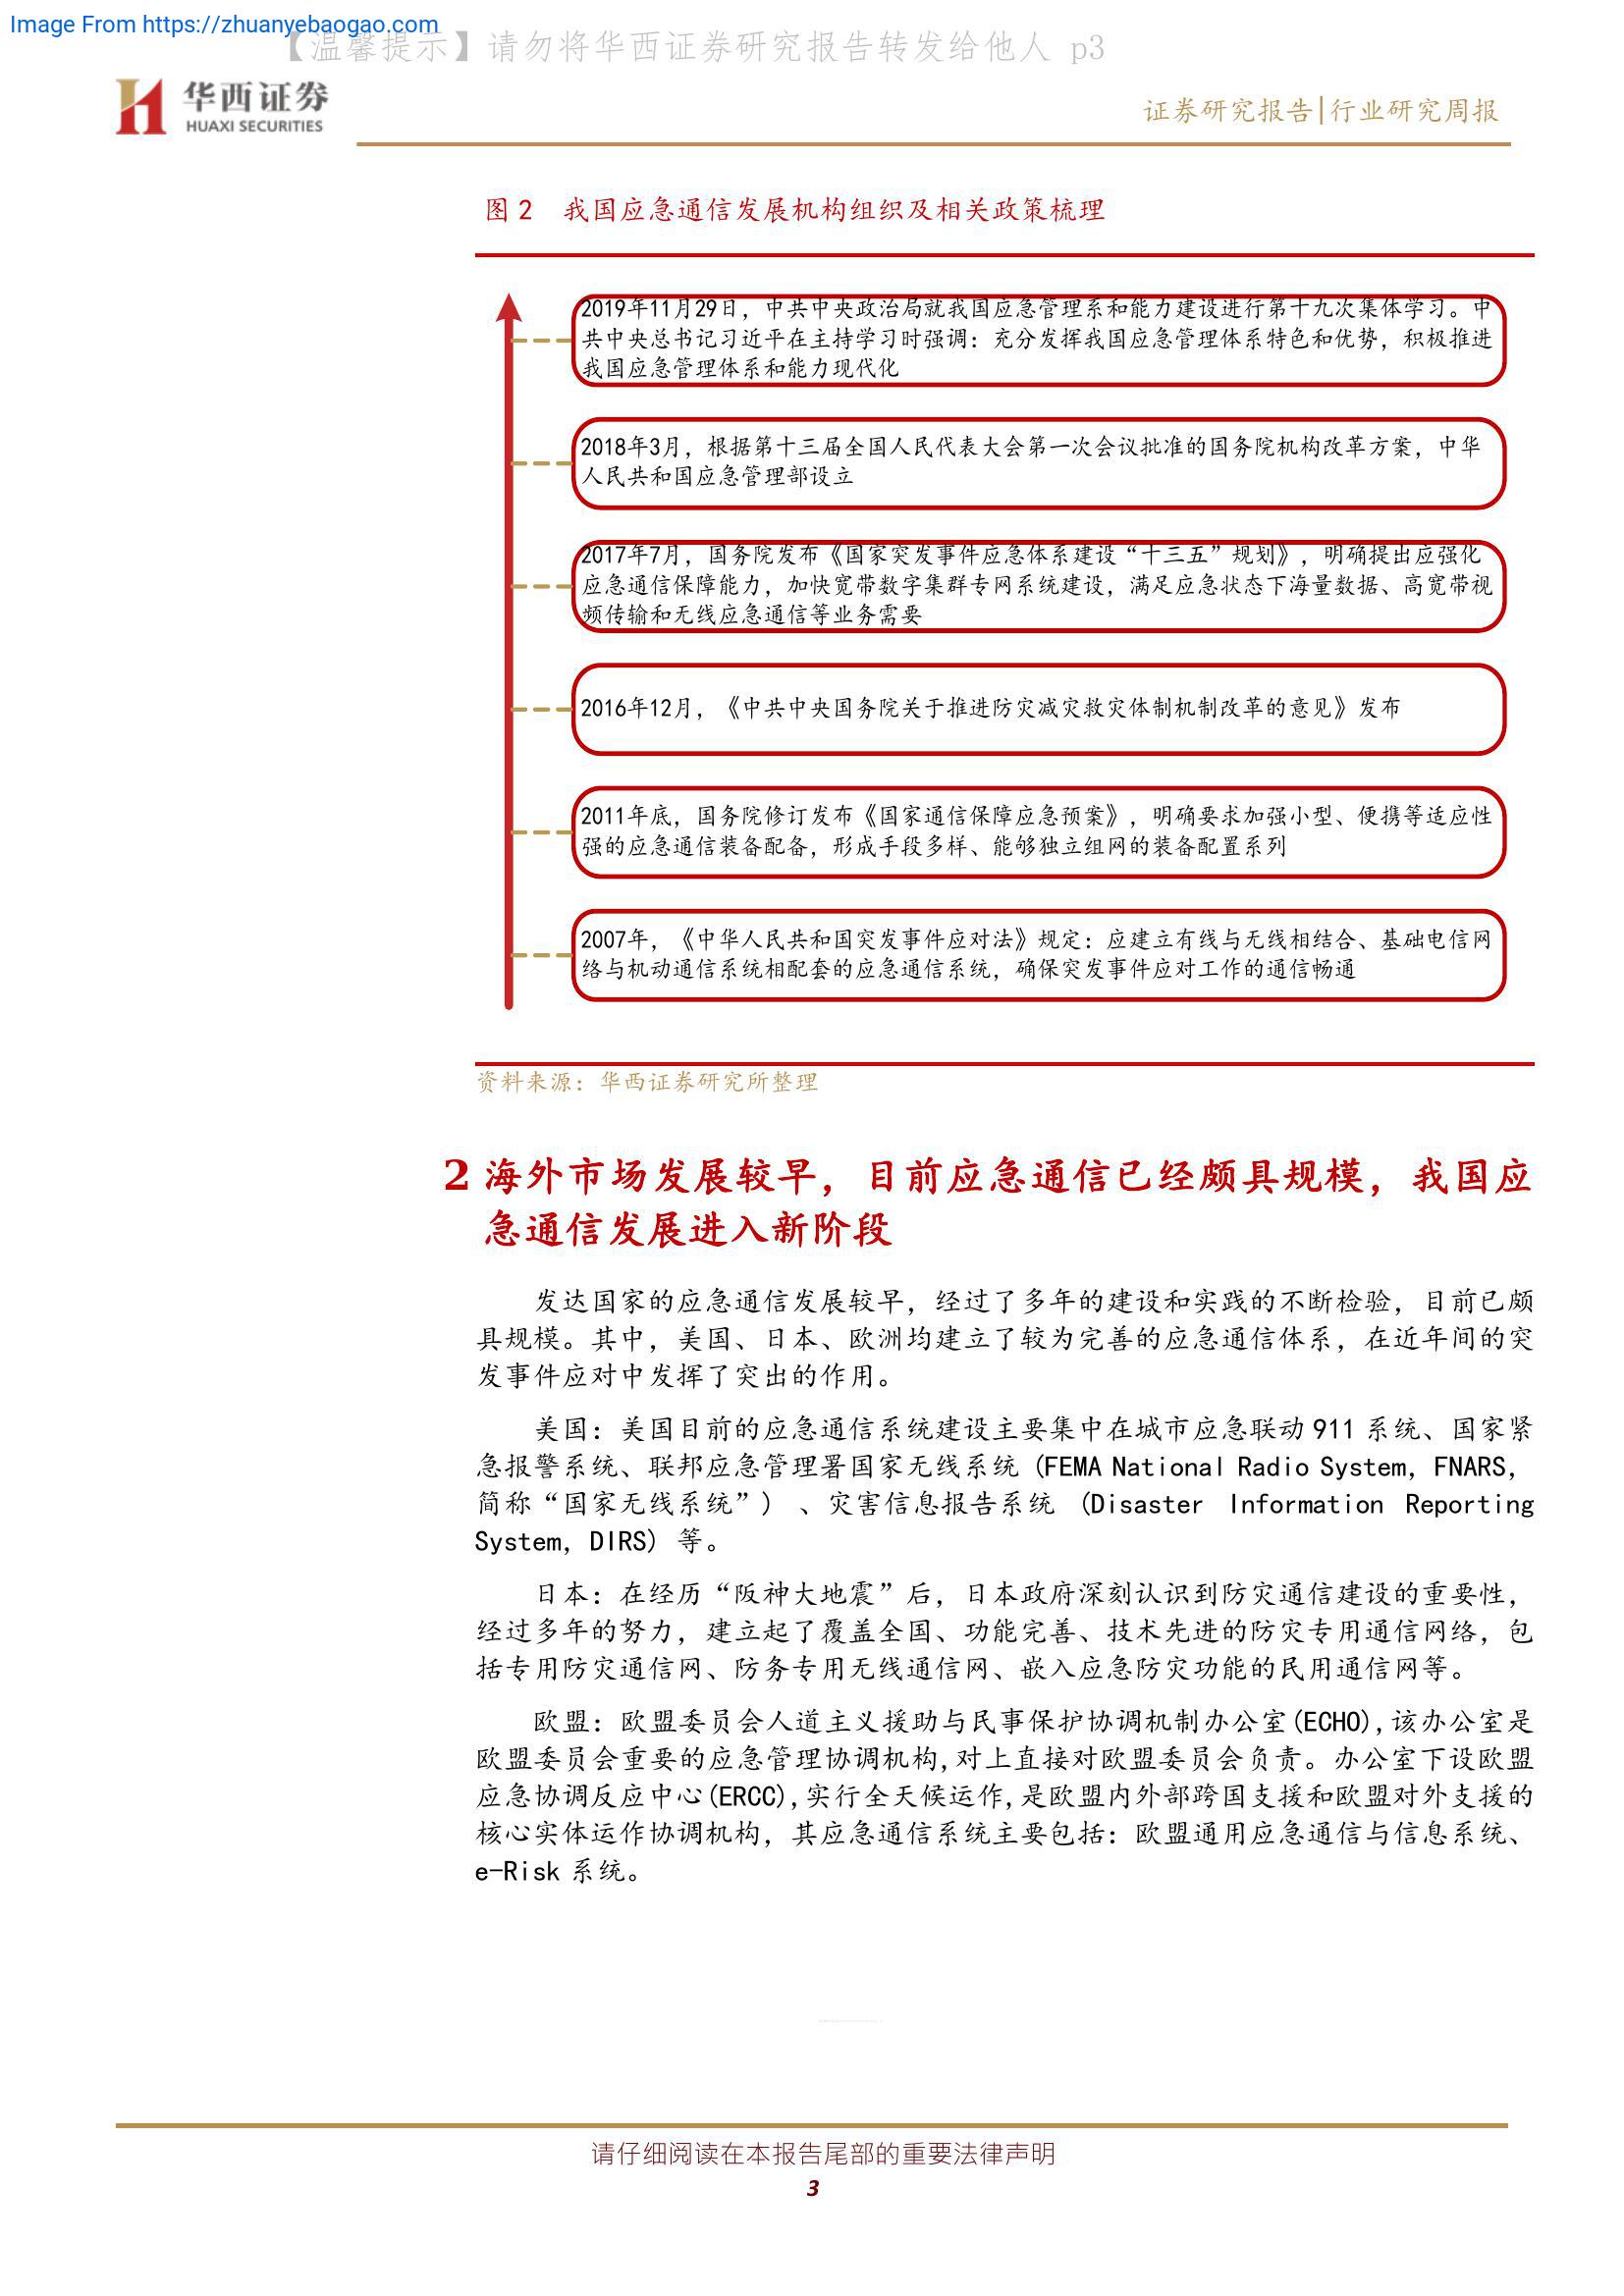 Image From https://zhuanyebaogao.com
【温馨提示】请勿将华西证券研究报告转发给他人 p3
华西证券
HUAXI SECURITIES
证券研究报告|行业研究周报
图 2 我国应急通信发展机构组织及相关政策梳理
2019年11月29日，中共中央政治局就我国应急管理系和能力建设进行第十九次集体学习。中
共中央总书记习近平在主持学习时强调：充分发挥我国应急管理体系特色和优势，积极推进
我国应急管理体系和能力现代化
2018年3月，根据第十三届全国人民代表大会第一次会议批准的国务院机构改革方案，中华
人民共和国应急管理部设立
2017年7月，国务院发布《国家突发事件应急体系建设“十三五”规划》，明确提出应强化
应急通信保障能力，加快宽带数字集群专网系统建设，满足应急状态下海量数据、高宽带视
频传输和无线应急通信等业务需要
2016年12月，《中共中央国务院关于推进防灾减灾救灾体制机制改革的意见》发布
2011年底，国务院修订发布《国家通信保障应急预案》，明确要求加强小型、便携等适应性
强的应急通信装备配备，形成手段多样、能够独立组网的装备配置系列
2007年，《中华人民共和国突发事件应对法》规定：应建立有线与无线相结合、基础电信网
络与机动通信系统相配套的应急通信系统，确保突发事件应对工作的通信畅通
资料来源：华西证券研究所整理
2 海外市场发展较早，目前应急通信已经颇具规模，我国应
急通信发展进入新阶段
发达国家的应急通信发展较早，经过了多年的建设和实践的不断检验，目前已颇
具规模。其中，美国、日本、欧洲均建立了较为完善的应急通信体系，在近年间的突
发事件应对中发挥了突出的作用。
美国：美国目前的应急通信系统建设主要集中在城市应急联动 911 系统、国家紧
急报警系统、联邦应急管理署国家无线系统（FEMA National Radio System, FNARS,
简称“国家无线系统”）、灾害信息报告系统（Disaster Information Reporting
System, DIRS）等。
日本：在经历“阪神大地震”后，日本政府深刻认识到防灾通信建设的重要性，
经过多年的努力，建立起了覆盖全国、功能完善、技术先进的防灾专用通信网络，包
括专用防灾通信网、防务专用无线通信网、嵌入应急防灾功能的民用通信网等。
欧盟：欧盟委员会人道主义援助与民事保护协调机制办公室(ECHO),该办公室是
欧盟委员会重要的应急管理协调机构,对上直接对欧盟委员会负责。办公室下设欧盟
应急协调反应中心(ERCC),实行全天候运作,是欧盟内外部跨国支援和欧盟对外支援的
核心实体运作协调机构，其应急通信系统主要包括：欧盟通用应急通信与信息系统、
e-Risk 系统。
请仔细阅读在本报告尾部的重要法律声明
3